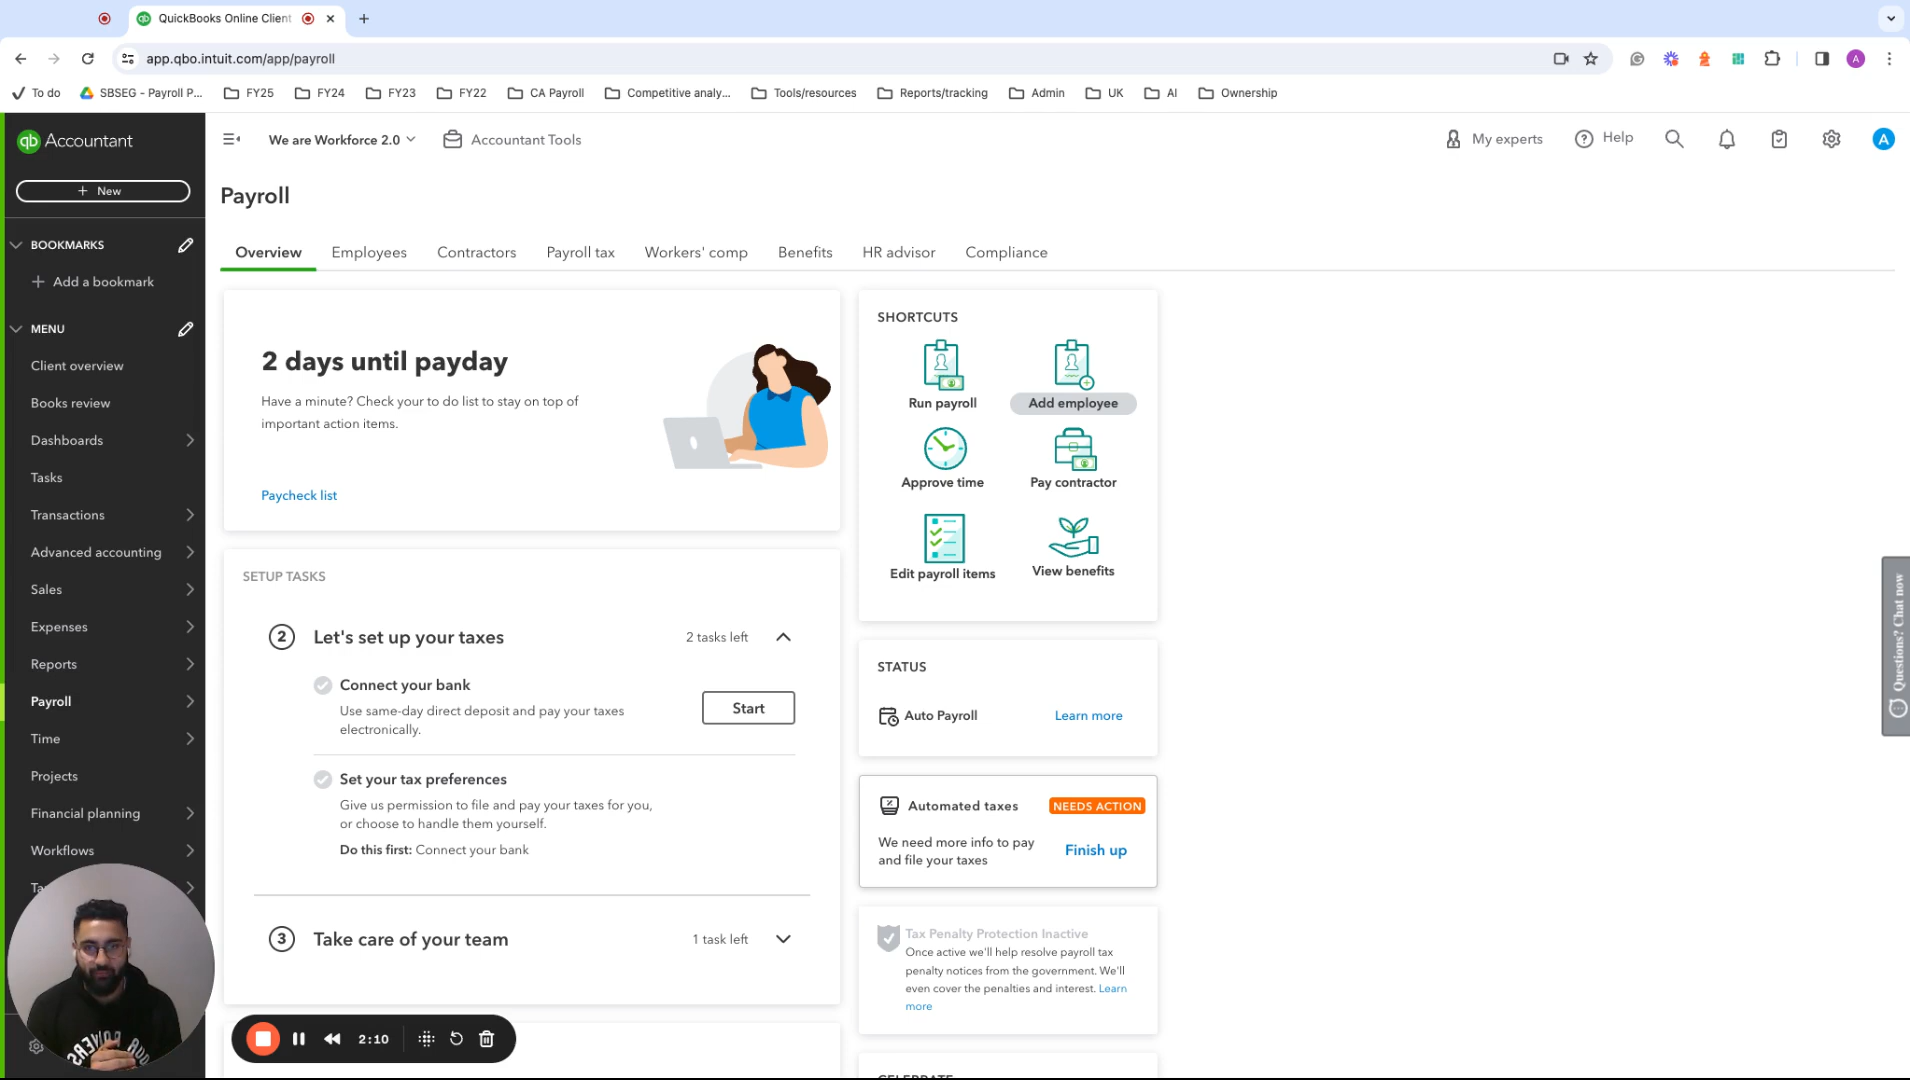 QuickBooks Online Client
app.qbo.intuit.com/app/payroll
A
To do
SBSEG - Payroll P...
FY25
FY24
FY23
FY22
CA Payroll
Competitive analy...
Tools/resources
Reports/tracking
Admin
UK
AI
Ownership
qb Accountant
We are Workforce 2.0
Accountant Tools
My experts
Help
A
+ New
Payroll
BOOKMARKS
+ Add a bookmark
MENU
Client overview
Books review
Dashboards
Tasks
Transactions
Advanced accounting
Sales
Expenses
Reports
Payroll
Time
Projects
Financial planning
Workflows
Overview
Employees
Contractors
Payroll tax
Workers' comp
Benefits
HR advisor
Compliance
2 days until payday
Have a minute? Check your to do list to stay on top of
important action items.
Paycheck list
SETUP TASKS
2
Let's set up your taxes
2 tasks left
Connect your bank
Use same-day direct deposit and pay your taxes
electronically.
Start
Set your tax preferences
Give us permission to file and pay your taxes for you,
or choose to handle them yourself.
Do this first: Connect your bank
3
Take care of your team
1 task left
2:10
SHORTCUTS
Run payroll
Add employee
Approve time
Pay contractor
Edit payroll items
View benefits
STATUS
Auto Payroll
Learn more
Automated taxes
NEEDS ACTION
We need more info to pay
and file your taxes
Finish up
Tax Penalty Protection Inactive
Once active we'll help resolve payroll tax
penalty notices from the government. We'll
even cover the penalties and interest. Learn
more
CELEBRATE
Questions? Chat now